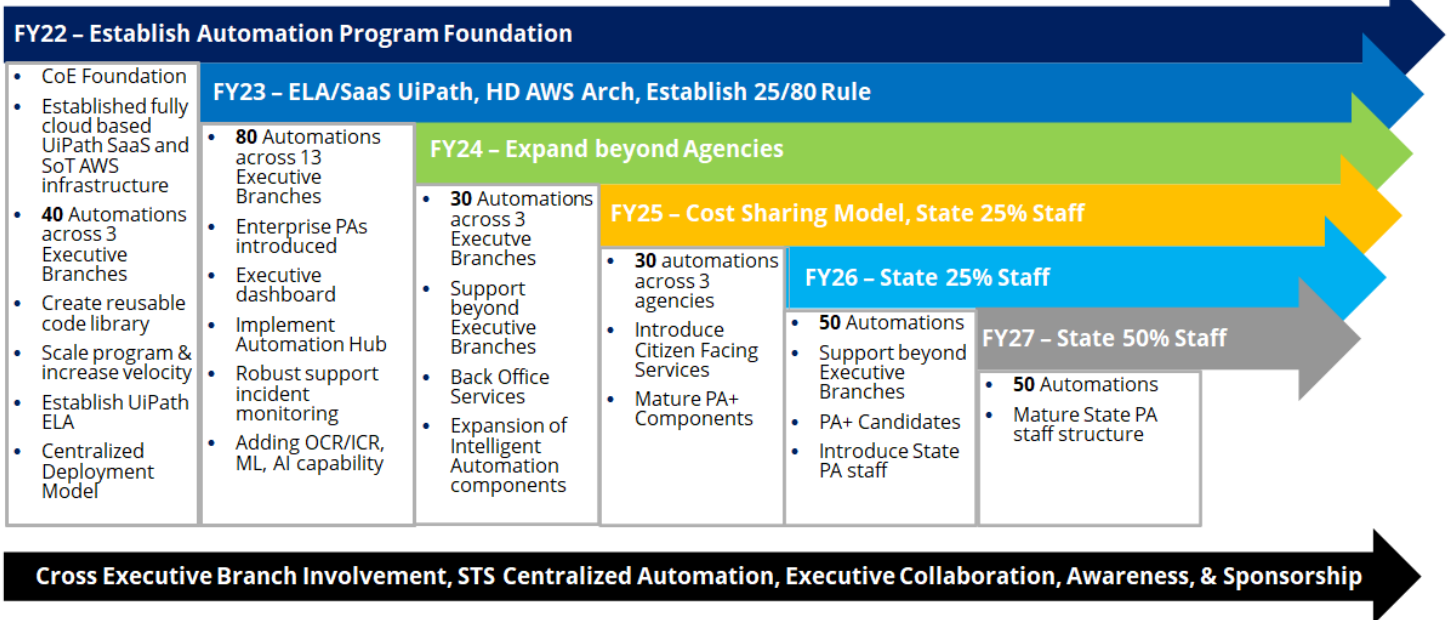 FY22 – Establish Automation Program Foundation
• CoE Foundation
• Established fully
cloud based
UiPath SaaS and
SoT AWS
infrastructure
• 40 Automations
across 3
Executive
Branches
• Create reusable
code library
• Scale program &
increase velocity
• Establish UiPath
ELA
• Centralized
Deployment
Model
FY23 – ELA/SaaS UiPath, HD AWS Arch, Establish 25/80 Rule
• 80 Automations
across 13
Executive
Branches
• Enterprise PAs
introduced
• Executive
dashboard
• Implement
Automation Hub
• Robust support
incident
monitoring
• Adding OCR/ICR,
ML, AI capability
FY24 – Expand beyond Agencies
• 30 Automations
across 3
Executve
Branches
• Support
beyond
Executive
Branches
• Back Office
Services
• Expansion of
Intelligent
Automation
components
FY25 – Cost Sharing Model, State 25% Staff
• 30 automations
across 3
agencies
• Introduce
Citizen Facing
Services
• Mature PA+
Components
FY26 – State 25% Staff
• 50 Automations
• Support beyond
Executive
Branches
• PA+ Candidates
• Introduce State
PA staff
FY27 – State 50% Staff
• 50 Automations
• Mature State PA
staff structure
Cross Executive Branch Involvement, STS Centralized Automation, Executive Collaboration, Awareness, & Sponsorship